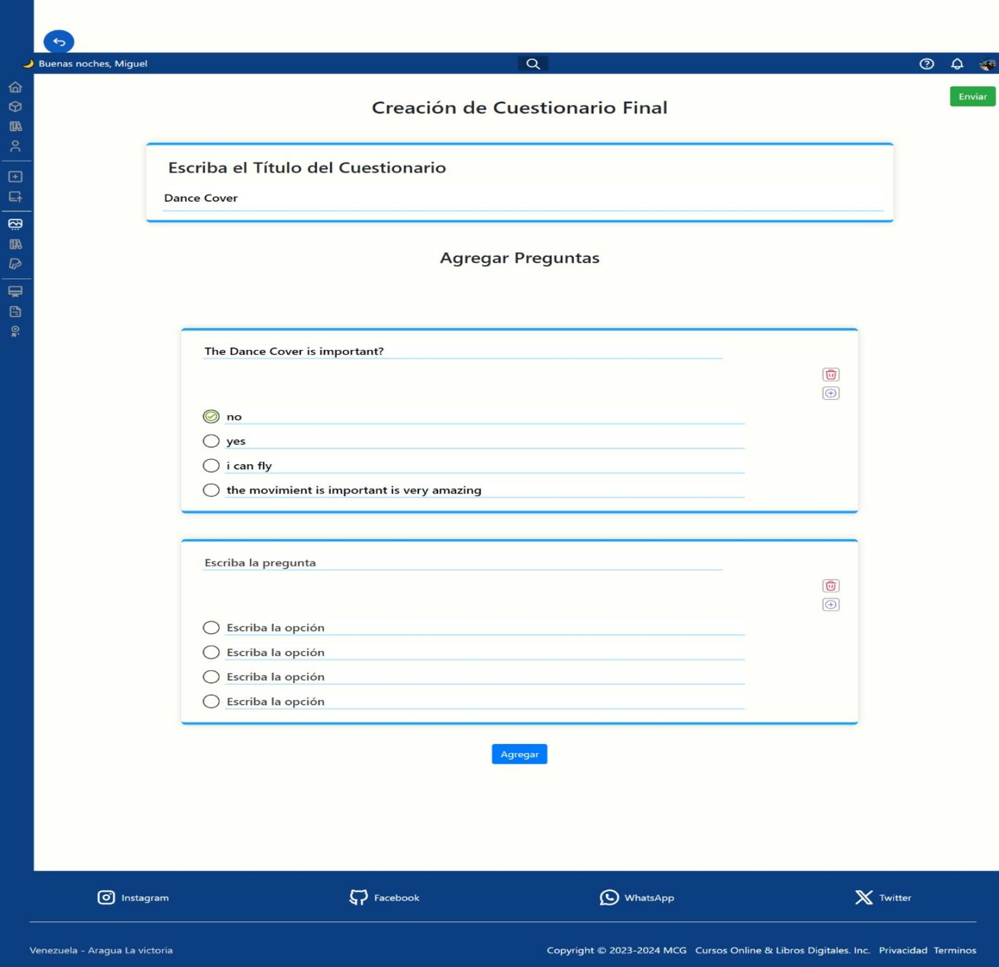 Buenas noches, Miguel
Enviar
Creación de Cuestionario Final
Escriba el Título del Cuestionario
Dance Cover
Agregar Preguntas
The Dance Cover is important?
no
yes
i can fly
the movimient is important is very amazing
Escriba la pregunta
Escriba la opción
Escriba la opción
Escriba la opción
Escriba la opción
Agregar
Instagram Facebook WhatsApp Twitter
Venezuela - Aragua La victoria Copyright © 2023-2024 MCG Cursos Online & Libros Digitales. Inc. Privacidad Terminos